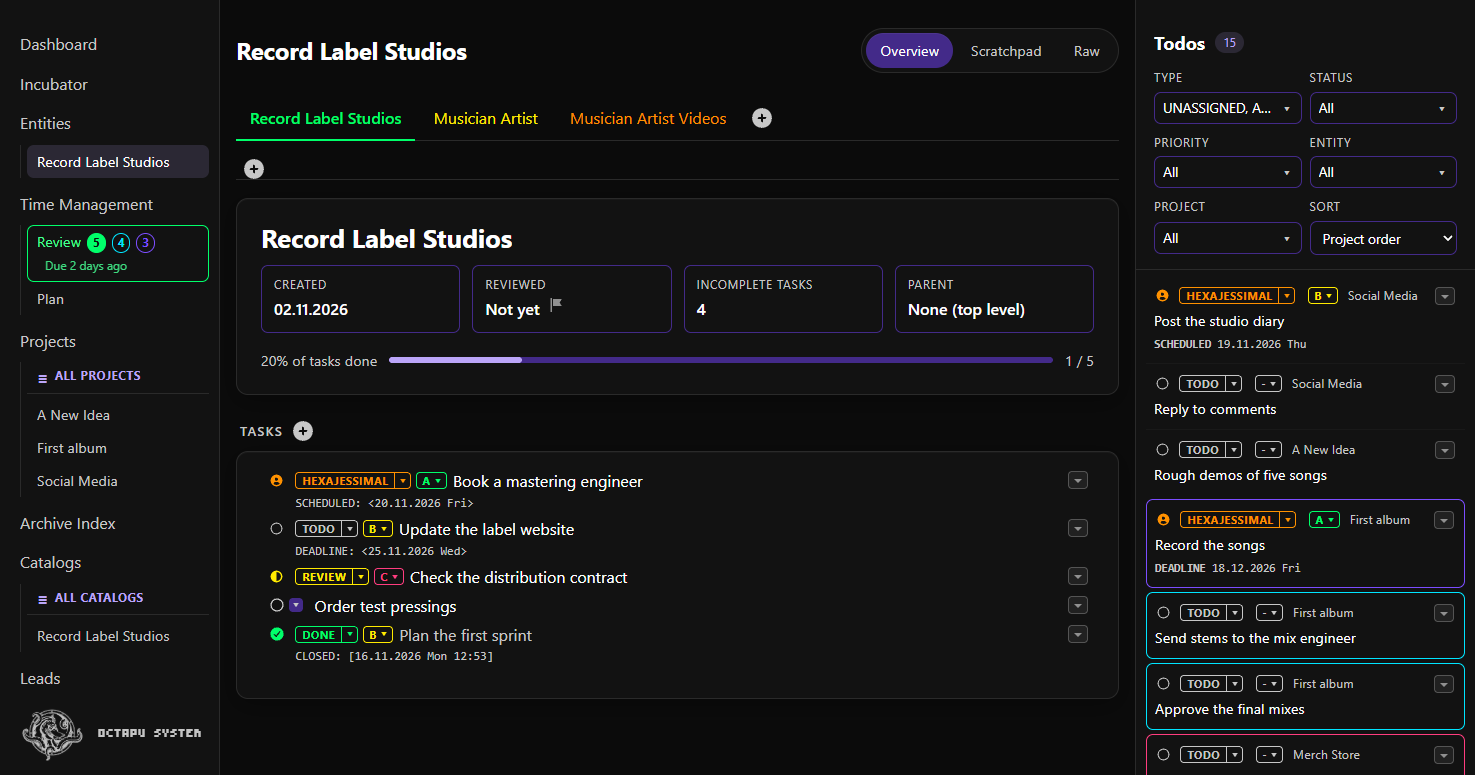 Dashboard
Incubator
Entities
Record Label Studios
Time Management
Review 5 4 3
Due 2 days ago
Plan
Projects
ALL PROJECTS
A New Idea
First album
Social Media
Archive Index
Catalogs
ALL CATALOGS
Record Label Studios
Leads
OCTAPU SYSTEM
Record Label Studios
Overview Scratchpad Raw
Record Label Studios Musician Artist Musician Artist Videos
Record Label Studios
CREATED REVIEWED INCOMPLETE TASKS PARENT
02.11.2026 Not yet 4 None (top level)
20% of tasks done 1 / 5
TASKS
HEXAJESSIMAL A Book a mastering engineer
SCHEDULED: <20.11.2026 Fri>
TODO B Update the label website
DEADLINE: <25.11.2026 Wed>
REVIEW C Check the distribution contract
Order test pressings
DONE B Plan the first sprint
CLOSED: [16.11.2026 Mon 12:53]
Todos 15
TYPE STATUS
UNASSIGNED, A... All
PRIORITY ENTITY
All All
PROJECT SORT
All Project order
HEXAJESSIMAL B Social Media
Post the studio diary
SCHEDULED 19.11.2026 Thu
TODO - Social Media
Reply to comments
TODO - A New Idea
Rough demos of five songs
HEXAJESSIMAL A First album
Record the songs
DEADLINE 18.12.2026 Fri
TODO - First album
Send stems to the mix engineer
TODO - First album
Approve the final mixes
TODO - Merch Store